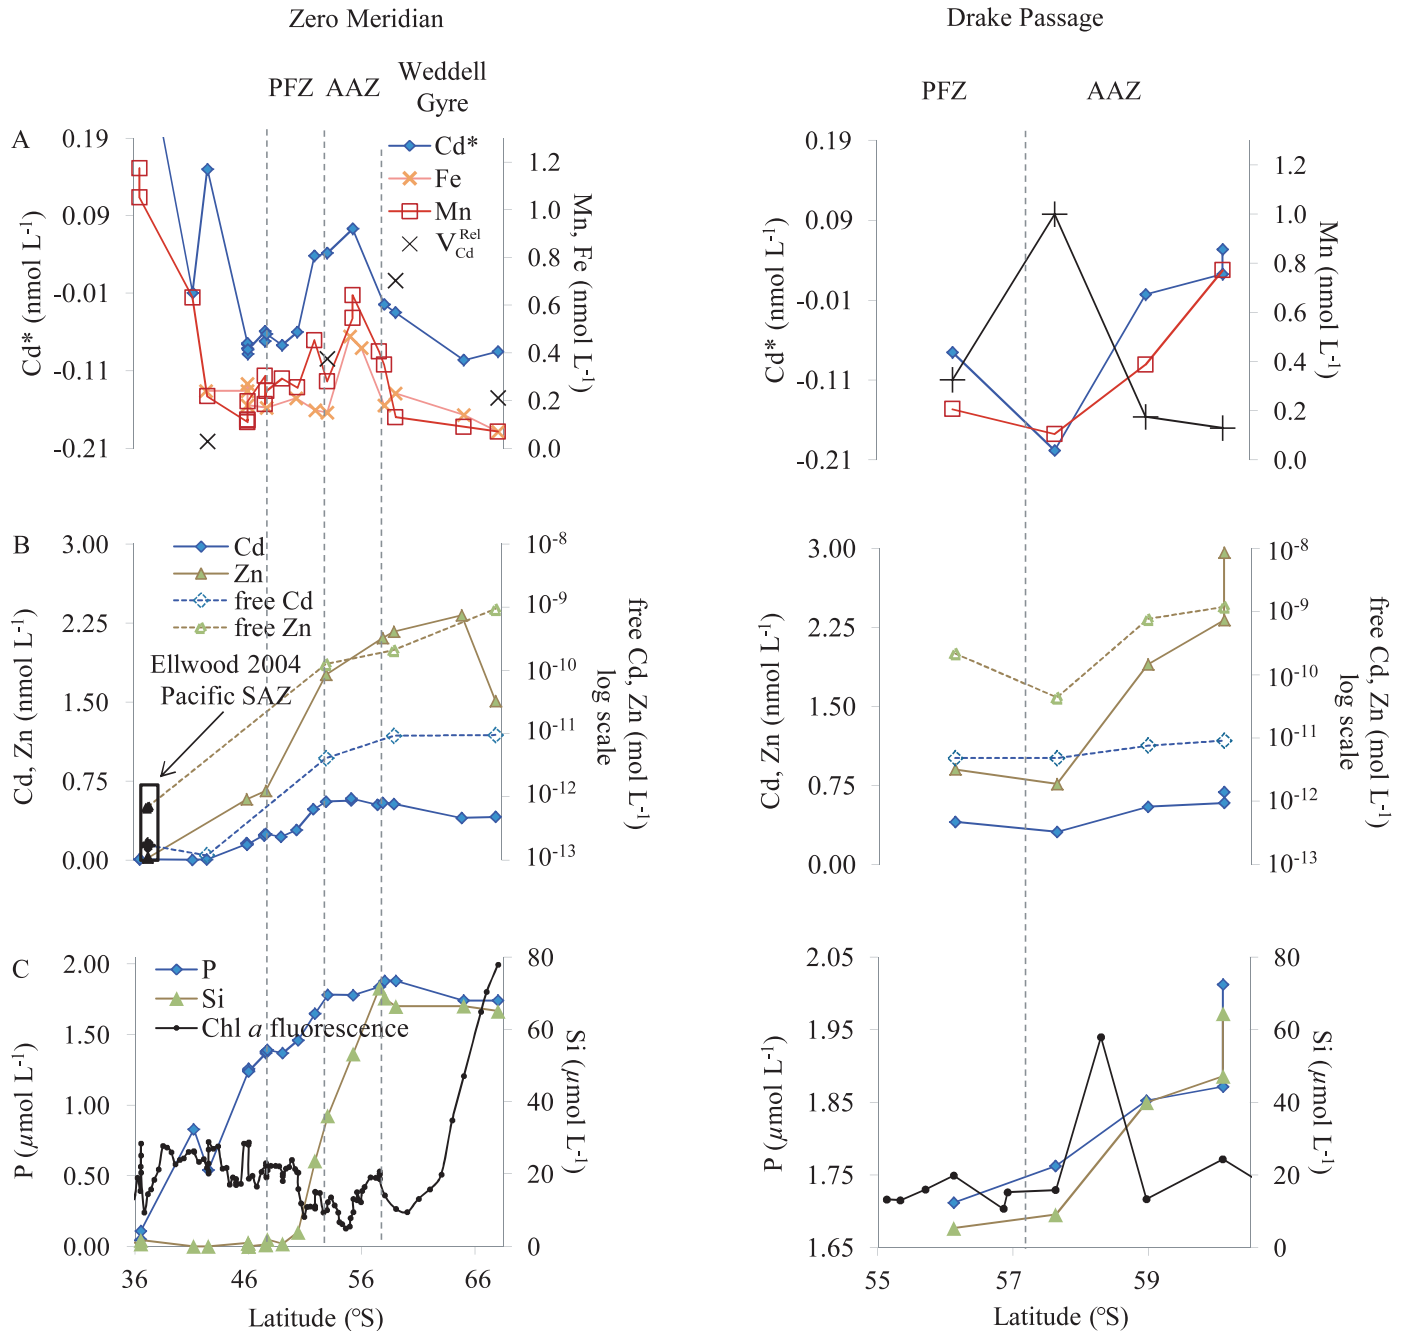 Zero Meridian
Drake Passage
PFZ
AAZ
Weddell
Gyre
PFZ
AAZ
A
0.19
0.09
-0.01
-0.11
-0.21
Cd* (nmol L-1)
Cd*
Fe
Mn
V Rel Cd
1.2
1.0
0.8
0.6
0.4
0.2
0.0
Mn, Fe (nmol L-1)
0.19
0.09
-0.01
-0.11
-0.21
Cd* (nmol L-1)
1.2
1.0
0.8
0.6
0.4
0.2
0.0
Mn (nmol L-1)
B
3.00
2.25
1.50
0.75
0.00
Cd, Zn (nmol L-1)
Cd
Zn
free Cd
free Zn
Ellwood 2004
Pacific SAZ
10-8
10-9
10-10
10-11
10-12
10-13
free Cd, Zn (mol L-1)
log scale
3.00
2.25
1.50
0.75
0.00
Cd, Zn (nmol L-1)
10-8
10-9
10-10
10-11
10-12
10-13
free Cd, Zn (mol L-1)
log scale
C
2.00
1.50
1.00
0.50
0.00
P (µmol L-1)
P
Si
Chl a fluorescence
80
60
40
20
0
Si (µmol L-1)
36
46
56
66
Latitude (°S)
2.05
1.95
1.85
1.75
1.65
P (µmol L-1)
80
60
40
20
0
Si (µmol L-1)
55
57
59
Latitude (°S)